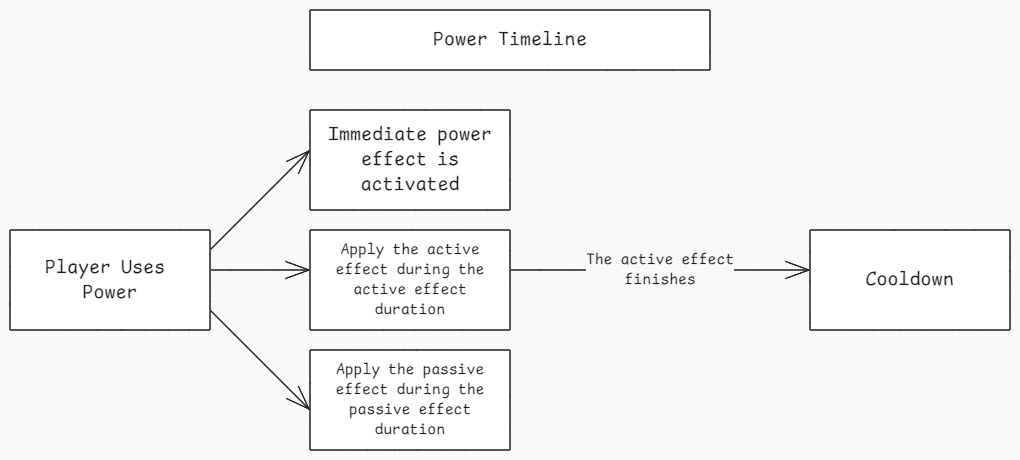 Power Timeline
Immediate power
effect is
activated
Player Uses
Power
Apply the active
effect during the
active effect
duration
The active effect
finishes
Cooldown
Apply the passive
effect during the
passive effect
duration